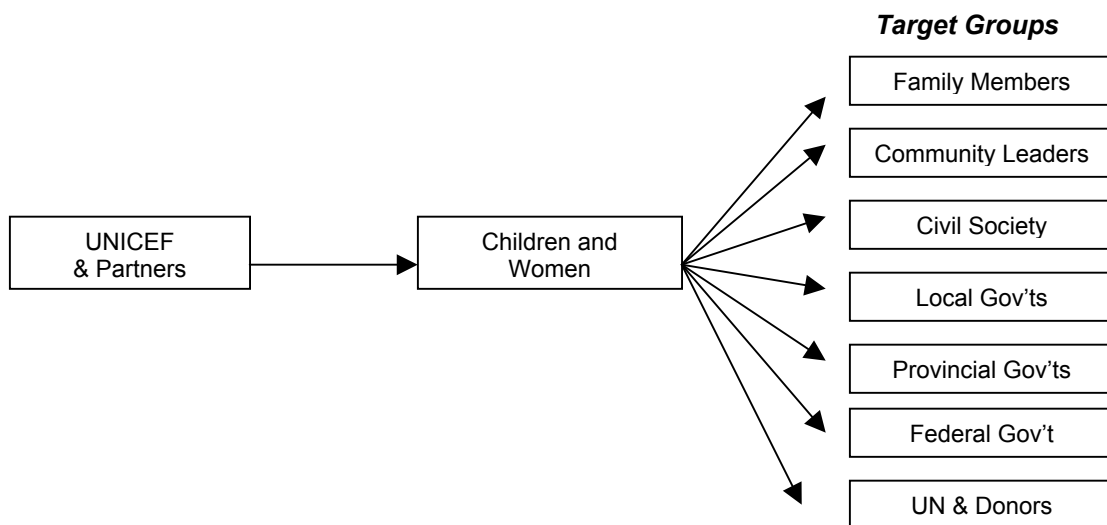 Target Groups
Family Members
Community Leaders
UNICEF
& Partners
Children and
Women
Civil Society
Local Gov’ts
Provincial Gov’ts
Federal Gov’t
UN & Donors